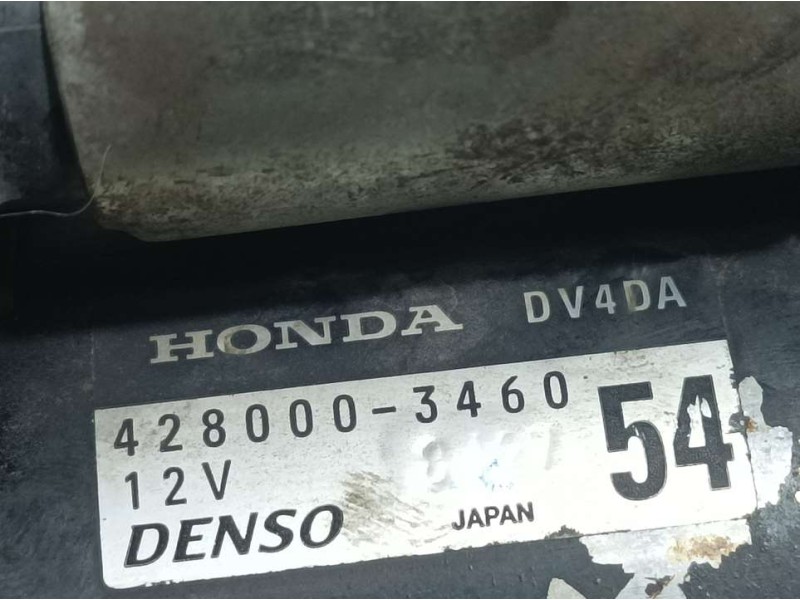 HONDA DV4DA
428000-3460 54
12V
DENSO JAPAN